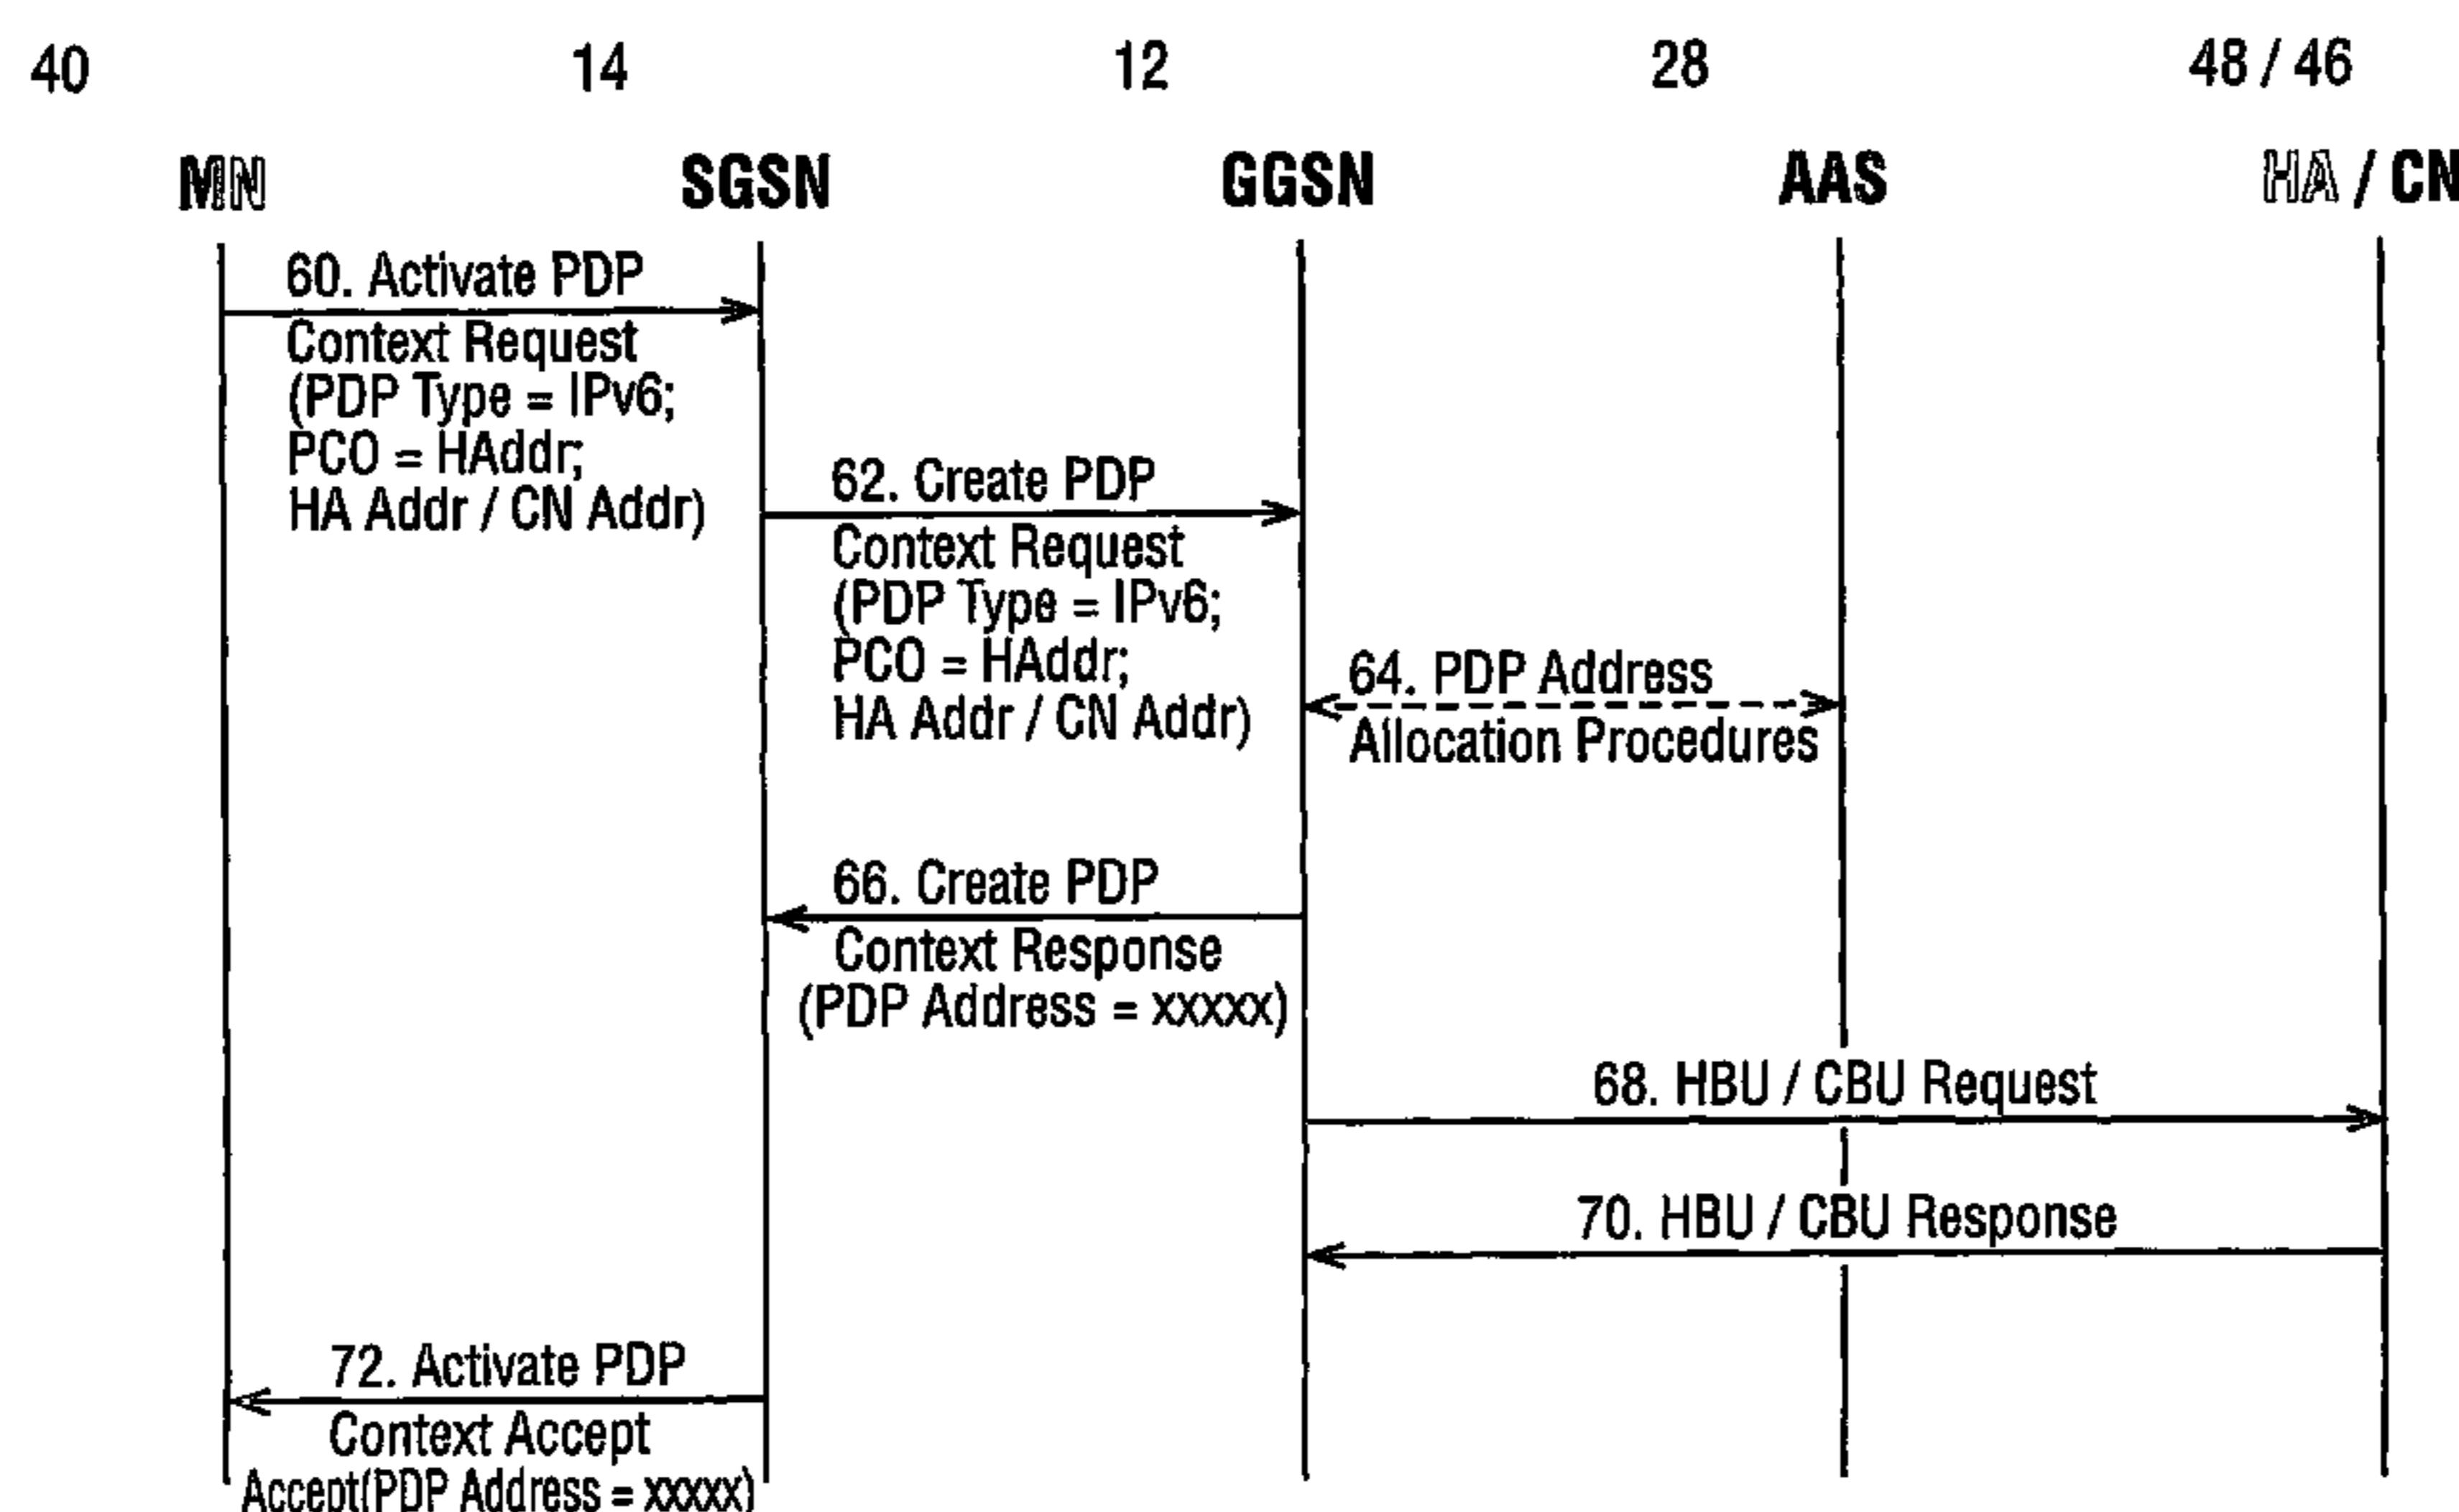 40 14 12 28 48 / 46
MN SGSN GGSN AAS HA / CN
60. Activate PDP
Context Request
(PDP Type = IPv6;
PCO = HAddr;
HA Addr / CN Addr)
62. Create PDP
Context Request
(PDP Type = IPv6;
PCO = HAddr;
HA Addr / CN Addr)
64. PDP Address
Allocation Procedures
66. Create PDP
Context Response
(PDP Address = xxxxx)
68. HBU / CBU Request
70. HBU / CBU Response
72. Activate PDP
Context Accept
Accept(PDP Address = xxxxx)